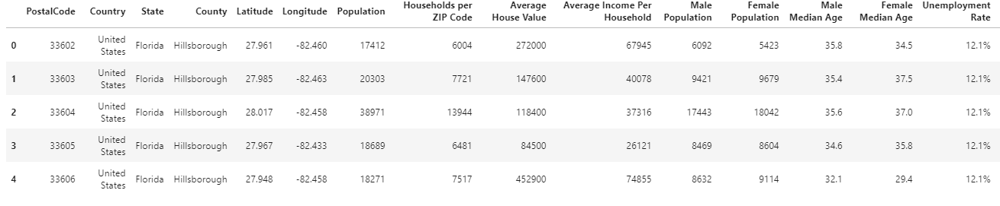 PostalCode Country State County Latitude Longitude Population Households per ZIP Code Average House Value Average Income Per Household Male Population Female Population Male Median Age Female Median Age Unemployment Rate
0 33602 United States Florida Hillsborough 27.961 -82.460 17412 6004 272000 67945 6092 5423 35.8 34.5 12.1%
1 33603 United States Florida Hillsborough 27.985 -82.463 20303 7721 147600 40078 9421 9679 35.4 37.5 12.1%
2 33604 United States Florida Hillsborough 28.017 -82.458 38971 13944 118400 37316 17443 18042 35.6 37.0 12.1%
3 33605 United States Florida Hillsborough 27.967 -82.433 18689 6481 84500 26121 8469 8604 34.6 35.8 12.1%
4 33606 United States Florida Hillsborough 27.948 -82.458 18271 7517 452900 74855 8632 9114 32.1 29.4 12.1%